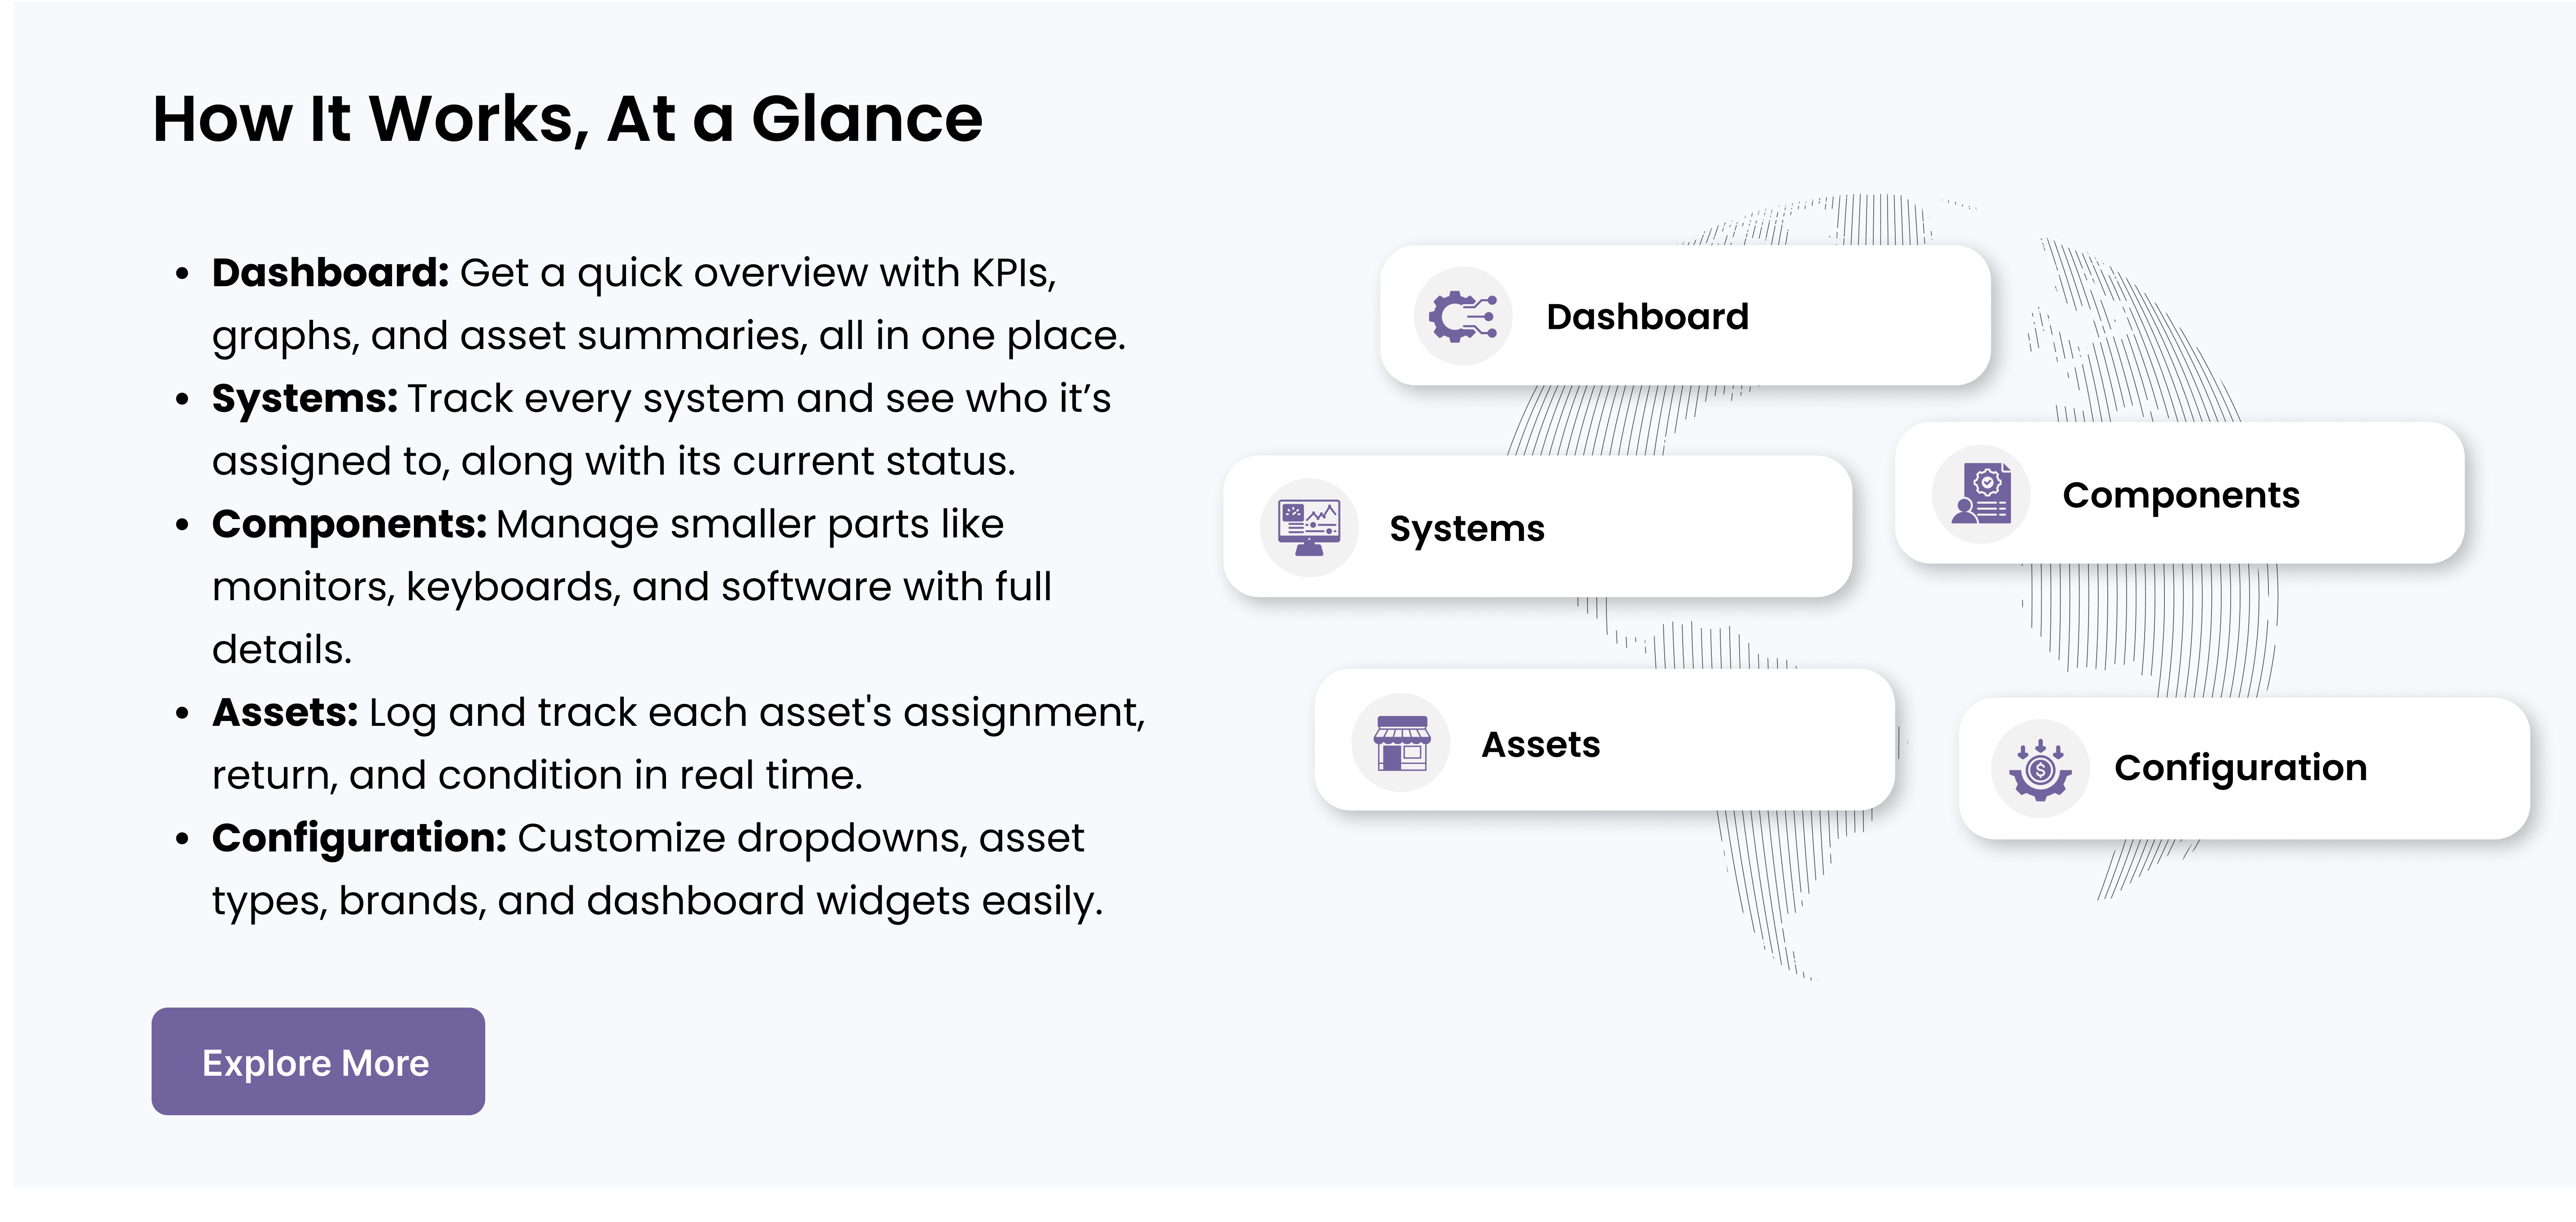 How It Works, At a Glance
• Dashboard: Get a quick overview with KPIs,
graphs, and asset summaries, all in one place.
• Systems: Track every system and see who it’s
assigned to, along with its current status.
• Components: Manage smaller parts like
monitors, keyboards, and software with full
details.
• Assets: Log and track each asset's assignment,
return, and condition in real time.
• Configuration: Customize dropdowns, asset
types, brands, and dashboard widgets easily.
Explore More
Dashboard
Systems
Components
Assets
$
Configuration